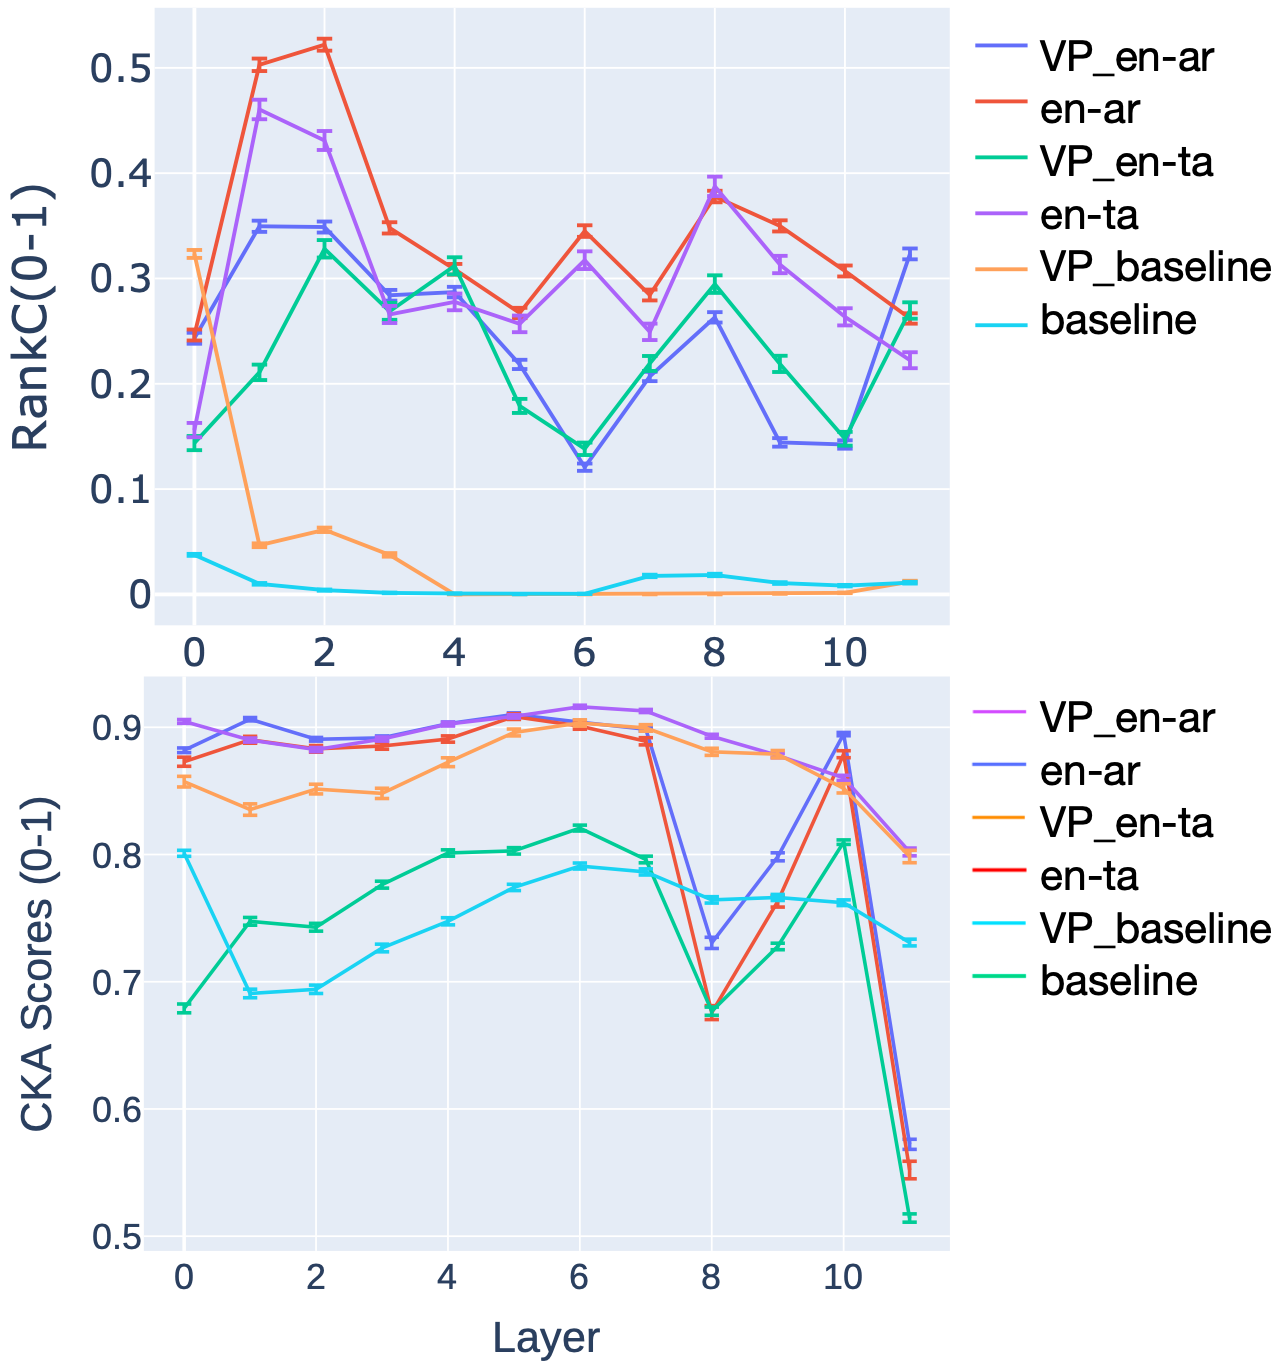 RankC(0-1)
0.5
0.4
0.3
0.2
0.1
0
0 2 4 6 8 10
VP_en-ar
en-ar
VP_en-ta
en-ta
VP_baseline
baseline
CKA Scores (0-1)
0.9
0.8
0.7
0.6
0.5
0 2 4 6 8 10
Layer
VP_en-ar
en-ar
VP_en-ta
en-ta
VP_baseline
baseline